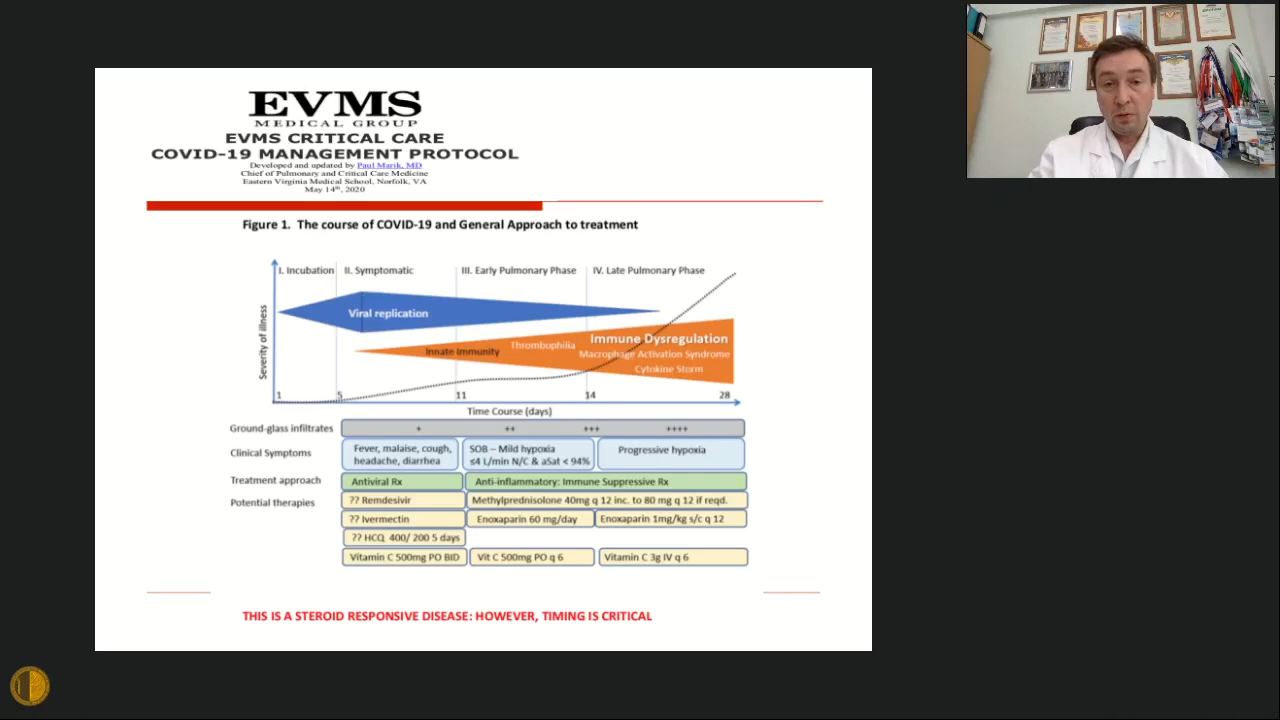 EVMS
MEDICAL GROUP
EVMS CRITICAL CARE
COVID-19 MANAGEMENT PROTOCOL
Developed and updated by Paul Marik, MD
Chief of Pulmonary and Critical Care Medicine
Eastern Virginia Medical School, Norfolk, VA
May 14th, 2020
Figure 1. The course of COVID-19 and General Approach to treatment
I. Incubation II. Symptomatic III. Early Pulmonary Phase IV. Late Pulmonary Phase
Severity of illness
Viral replication
Immune Dysregulation
Innate immunity Thrombophilia Macrophage Activation Syndrome
Cytokine Storm
1 5 11 14 28
Time Course (days)
Ground-glass infiltrates + ++ +++ ++++
Clinical Symptoms
Fever, malaise, cough,
headache, diarrhea
SOB – Mild hypoxia
≤4 L/min N/C & aSat < 94%
Progressive hypoxia
Treatment approach Antiviral Rx Anti-inflammatory: Immune Suppressive Rx
Potential therapies ?? Remdesivir Methylprednisolone 40mg q 12 inc. to 80 mg q 12 if reqd.
?? Ivermectin Enoxaparin 60 mg/day Enoxaparin 1mg/kg s/c q 12
?? HCQ 400/ 200 5 days
Vitamin C 500mg PO BID Vit C 500mg PO q 6 Vitamin C 3g IV q 6
THIS IS A STEROID RESPONSIVE DISEASE: HOWEVER, TIMING IS CRITICAL